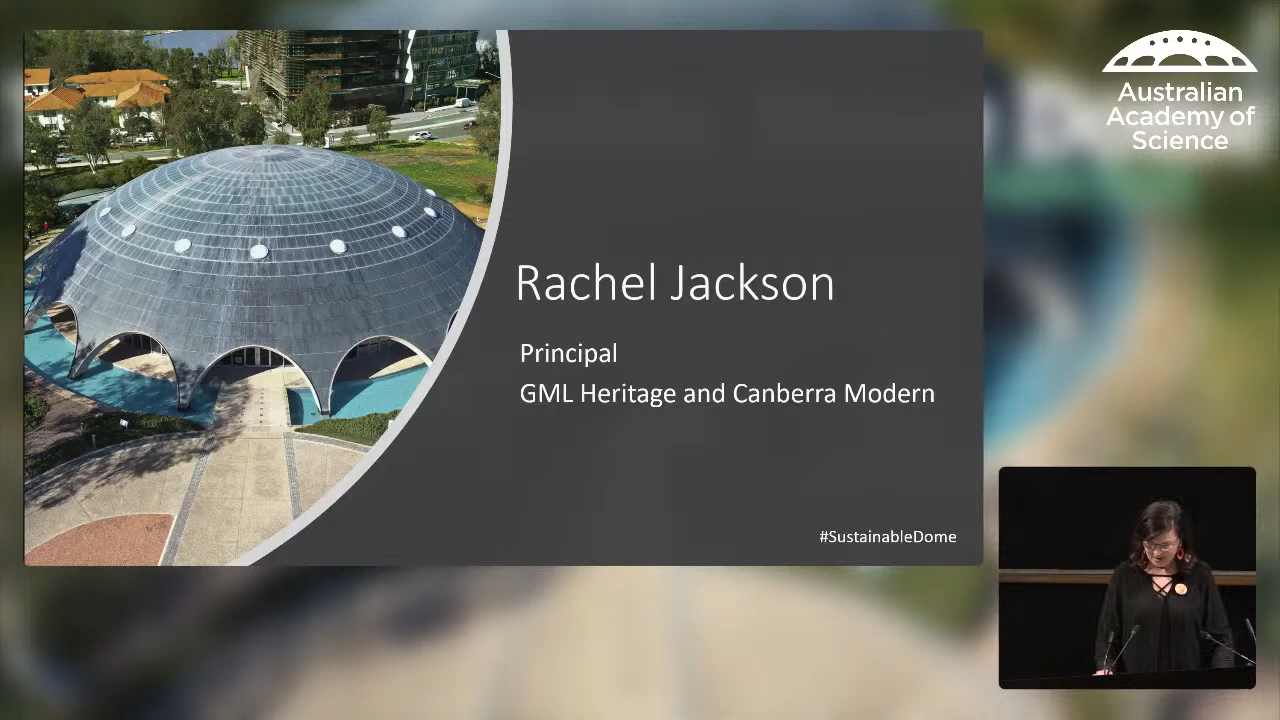 Australian
Academy of
Science
Rachel Jackson
Principal
GML Heritage and Canberra Modern
#SustainableDome